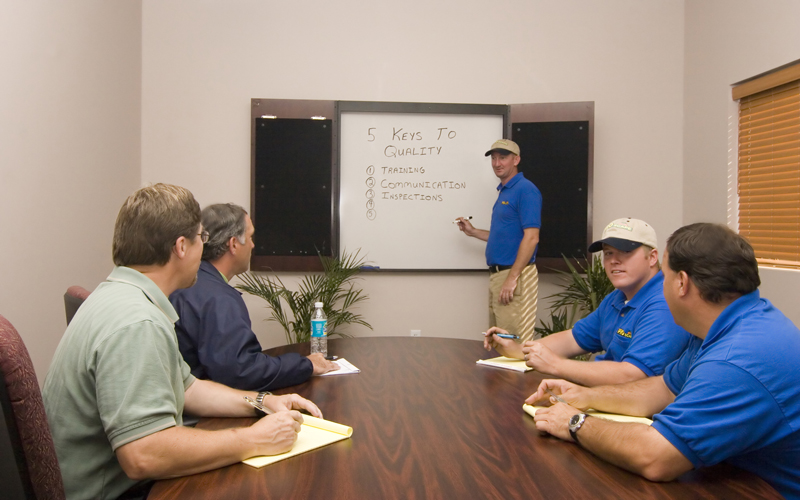 5 KEYS TO
QUALITY
1 TRAINING
2 COMMUNICATION
3 INSPECTIONS
4
5